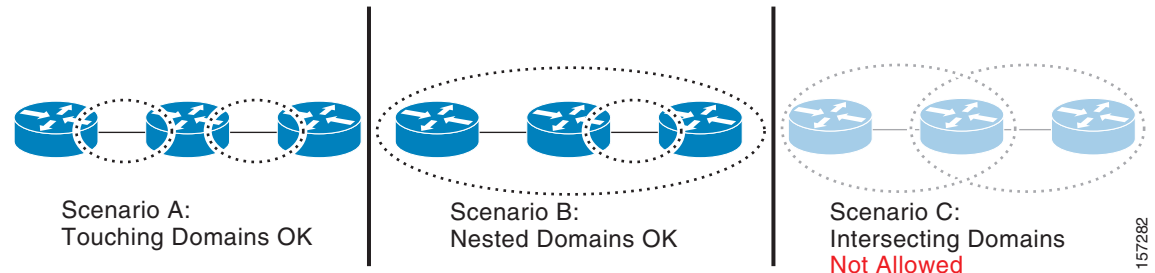 Scenario A:
Touching Domains OK
Scenario B:
Nested Domains OK
Scenario C:
Intersecting Domains
Not Allowed
157282